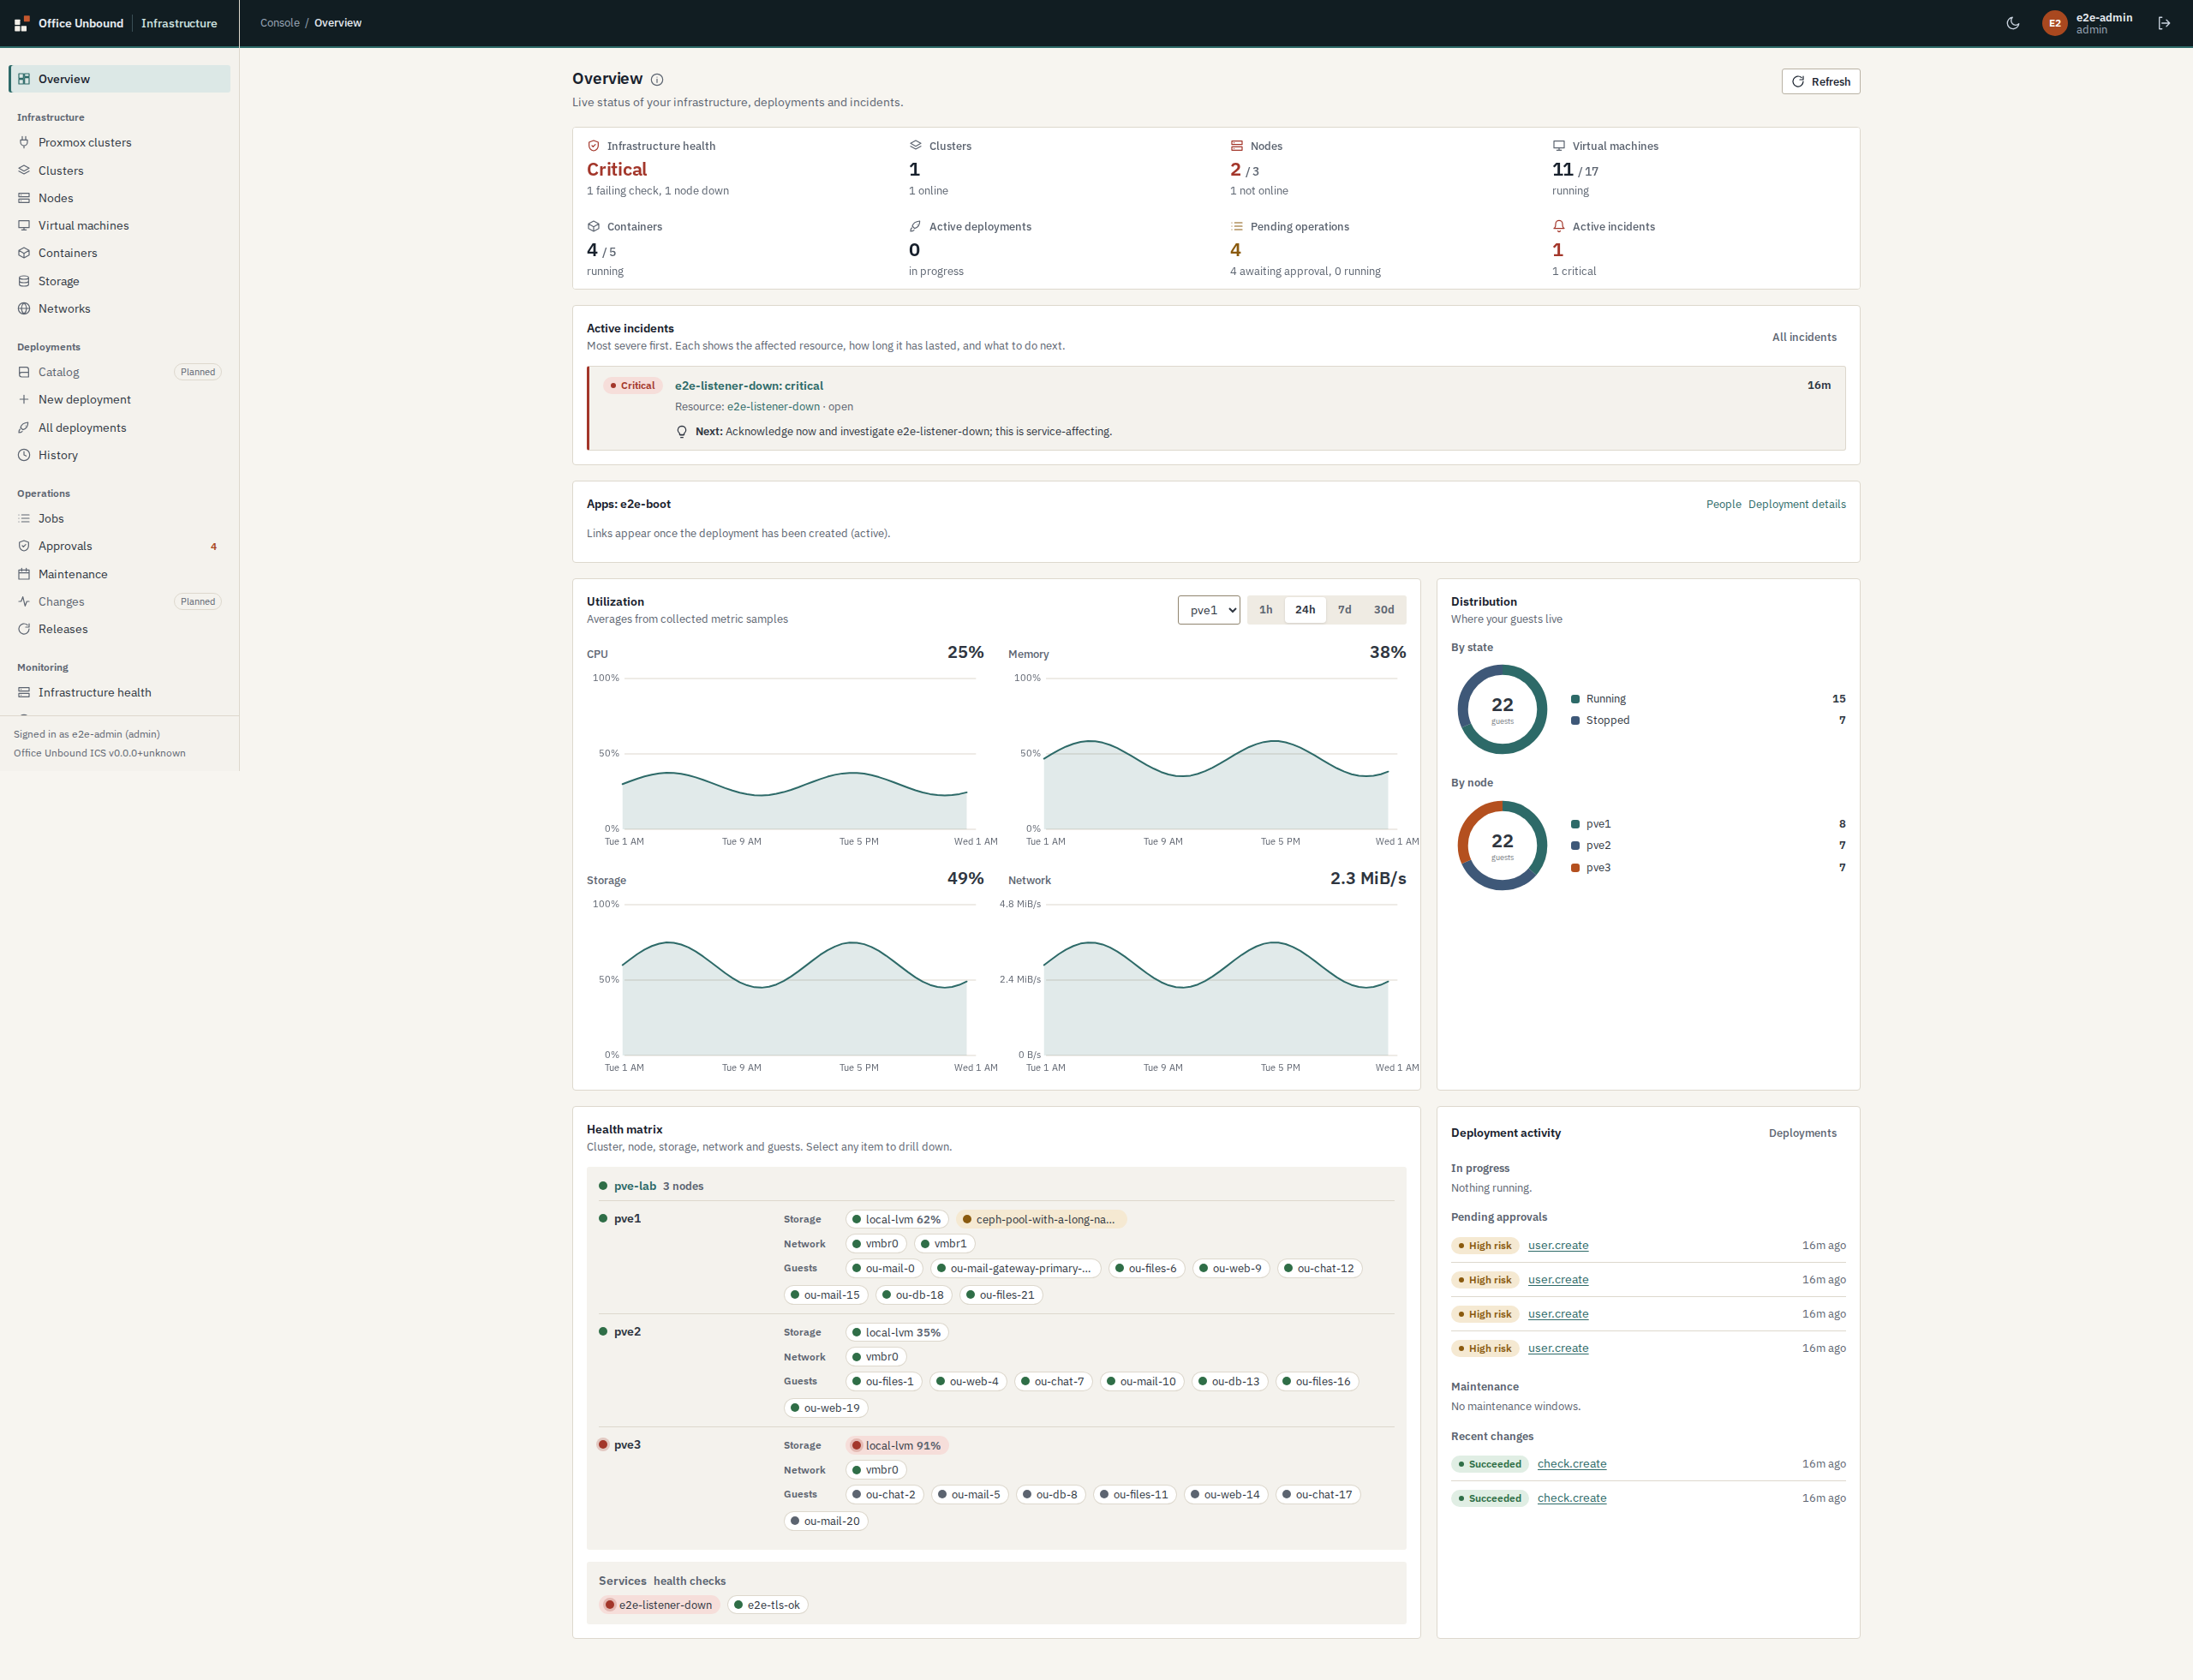 Office Unbound
Infrastructure
Console / Overview
E2
e2e-admin
admin
Overview
Infrastructure
Proxmox clusters
Clusters
Nodes
Virtual machines
Containers
Storage
Networks
Deployments
Catalog Planned
New deployment
All deployments
History
Operations
Jobs
Approvals 4
Maintenance
Changes Planned
Releases
Monitoring
Infrastructure health
Signed in as e2e-admin (admin)
Office Unbound ICS v0.0.0+unknown
Overview
Live status of your infrastructure, deployments and incidents.
Refresh
Infrastructure health
Critical
1 failing check, 1 node down
Clusters
1
1 online
Nodes
2 / 3
1 not online
Virtual machines
11 / 17
running
Containers
4 / 5
running
Active deployments
0
in progress
Pending operations
4
4 awaiting approval, 0 running
Active incidents
1
1 critical
Active incidents
Most severe first. Each shows the affected resource, how long it has lasted, and what to do next.
All incidents
Critical
e2e-listener-down: critical
16m
Resource: e2e-listener-down · open
Next: Acknowledge now and investigate e2e-listener-down; this is service-affecting.
Apps: e2e-boot
People Deployment details
Links appear once the deployment has been created (active).
Utilization
Averages from collected metric samples
pve1
1h 24h 7d 30d
CPU 25%
100%
50%
0%
Tue 1 AM Tue 9 AM Tue 5 PM Wed 1 AM
Memory 38%
100%
50%
0%
Tue 1 AM Tue 9 AM Tue 5 PM Wed 1 AM
Storage 49%
100%
50%
0%
Tue 1 AM Tue 9 AM Tue 5 PM Wed 1 AM
Network 2.3 MiB/s
4.8 MiB/s
2.4 MiB/s
0 B/s
Tue 1 AM Tue 9 AM Tue 5 PM Wed 1 AM
Distribution
Where your guests live
By state
22
guests
Running 15
Stopped 7
By node
22
guests
pve1 8
pve2 7
pve3 7
Health matrix
Cluster, node, storage, network and guests. Select any item to drill down.
pve-lab 3 nodes
pve1
Storage local-lvm 62% ceph-pool-with-a-long-na...
Network vmbr0 vmbr1
Guests ou-mail-0 ou-mail-gateway-primary-... ou-files-6 ou-web-9 ou-chat-12
ou-mail-15 ou-db-18 ou-files-21
pve2
Storage local-lvm 35%
Network vmbr0
Guests ou-files-1 ou-web-4 ou-chat-7 ou-mail-10 ou-db-13 ou-files-16
ou-web-19
pve3
Storage local-lvm 91%
Network vmbr0
Guests ou-chat-2 ou-mail-5 ou-db-8 ou-files-11 ou-web-14 ou-chat-17
ou-mail-20
Services health checks
e2e-listener-down e2e-tls-ok
Deployment activity
Deployments
In progress
Nothing running.
Pending approvals
High risk user.create 16m ago
High risk user.create 16m ago
High risk user.create 16m ago
High risk user.create 16m ago
Maintenance
No maintenance windows.
Recent changes
Succeeded check.create 16m ago
Succeeded check.create 16m ago